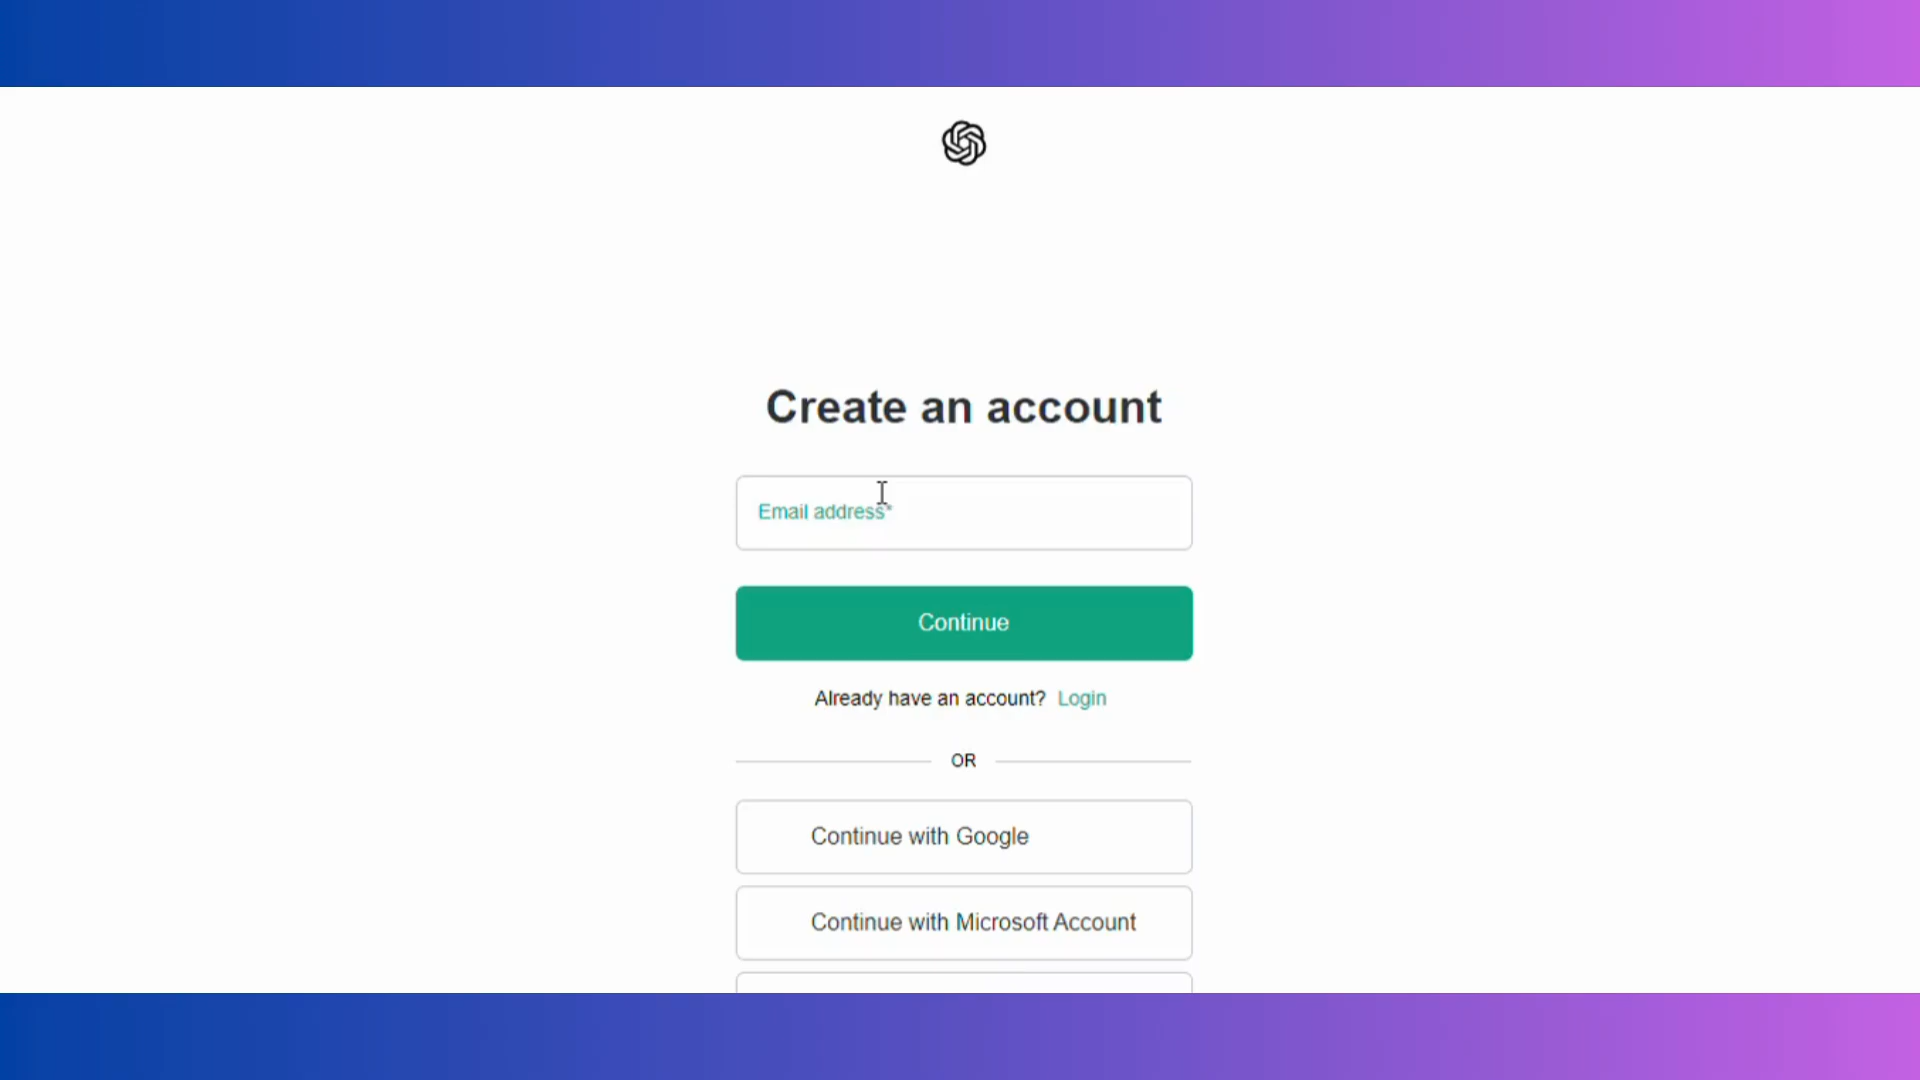 Create an account
Email address*
Continue
Already have an account? Login
OR
Continue with Google
Continue with Microsoft Account